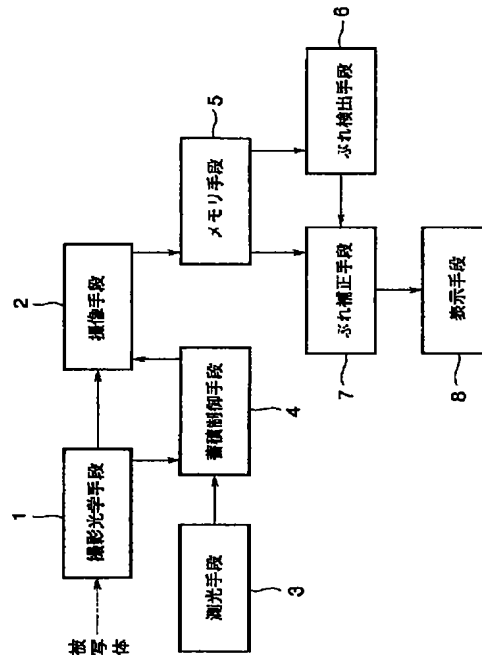 被写体
1
撮影光学手段
2
撮像手段
測光手段
3
蓄積制御手段
4
メモリ手段
5
ぶれ検出手段
6
ぶれ補正手段
7
表示手段
8